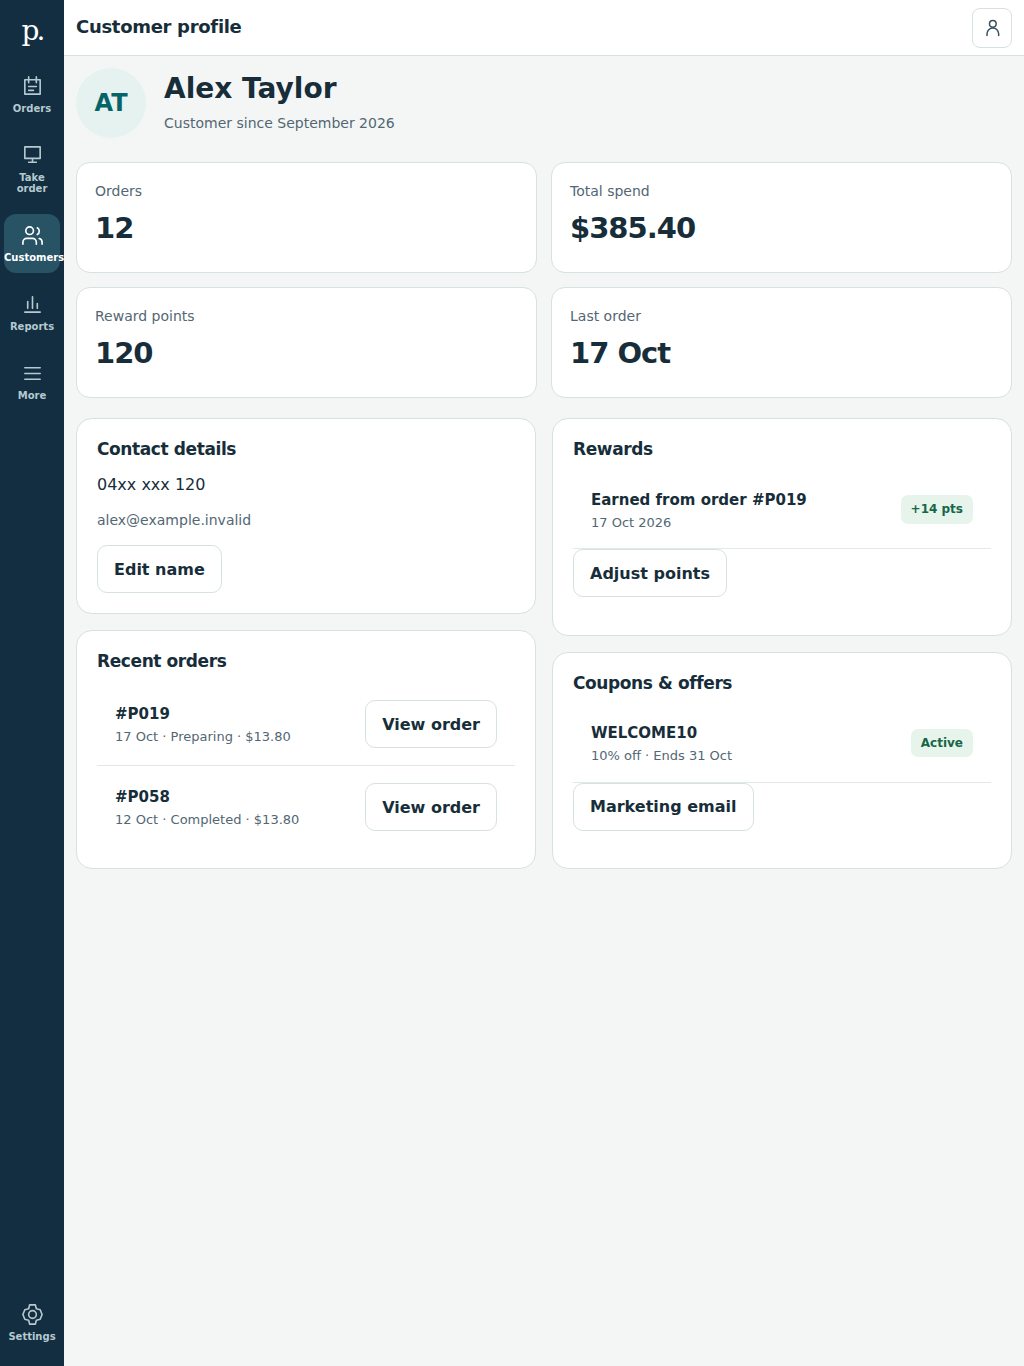 p.
Orders
Take
order
Customers
Reports
More
Settings
Customer profile
AT
Alex Taylor
Customer since September 2026
Orders
12
Total spend
$385.40
Reward points
120
Last order
17 Oct
Contact details
04xx xxx 120
alex@example.invalid
Edit name
Recent orders
#P019
17 Oct · Preparing · $13.80
View order
#P058
12 Oct · Completed · $13.80
View order
Rewards
Earned from order #P019
17 Oct 2026
+14 pts
Adjust points
Coupons & offers
WELCOME10
10% off · Ends 31 Oct
Active
Marketing email